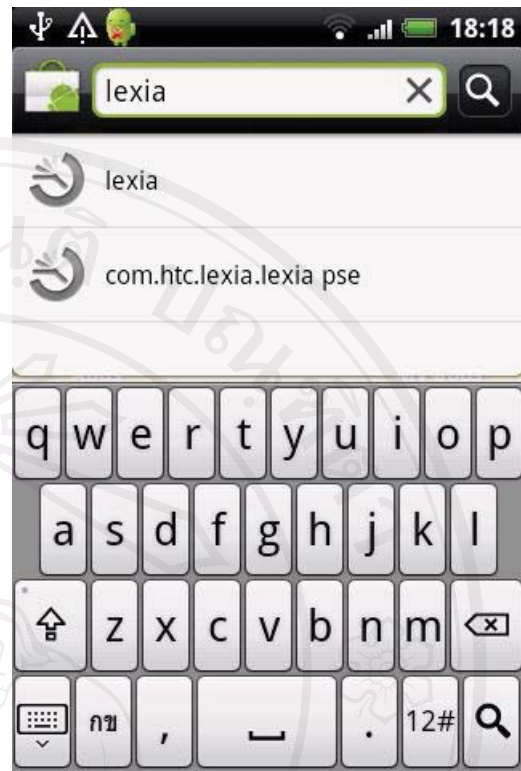 18:18
lexia
lexia
com.htc.lexia.lexia pse
q w e r t y u i o p
a s d f g h j k l
z x c v b n m
กข , . 12#